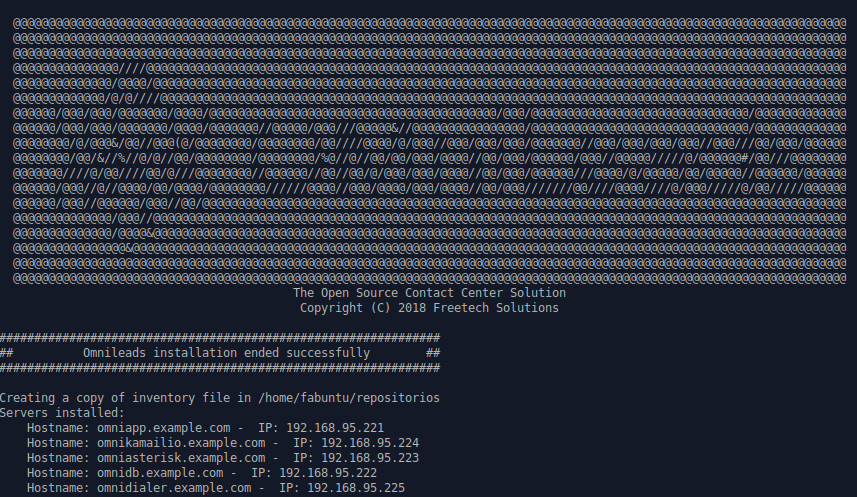 The Open Source Contact Center Solution
Copyright (C) 2018 Freetech Solutions
###############################################################
##          Omnileads installation ended successfully        ##
###############################################################
Creating a copy of inventory file in /home/fabuntu/repositorios
Servers installed:
Hostname: omniapp.example.com -  IP: 192.168.95.221
Hostname: omnikamailio.example.com -  IP: 192.168.95.224
Hostname: omniasterisk.example.com -  IP: 192.168.95.223
Hostname: omnidb.example.com -  IP: 192.168.95.222
Hostname: omnidialer.example.com -  IP: 192.168.95.225